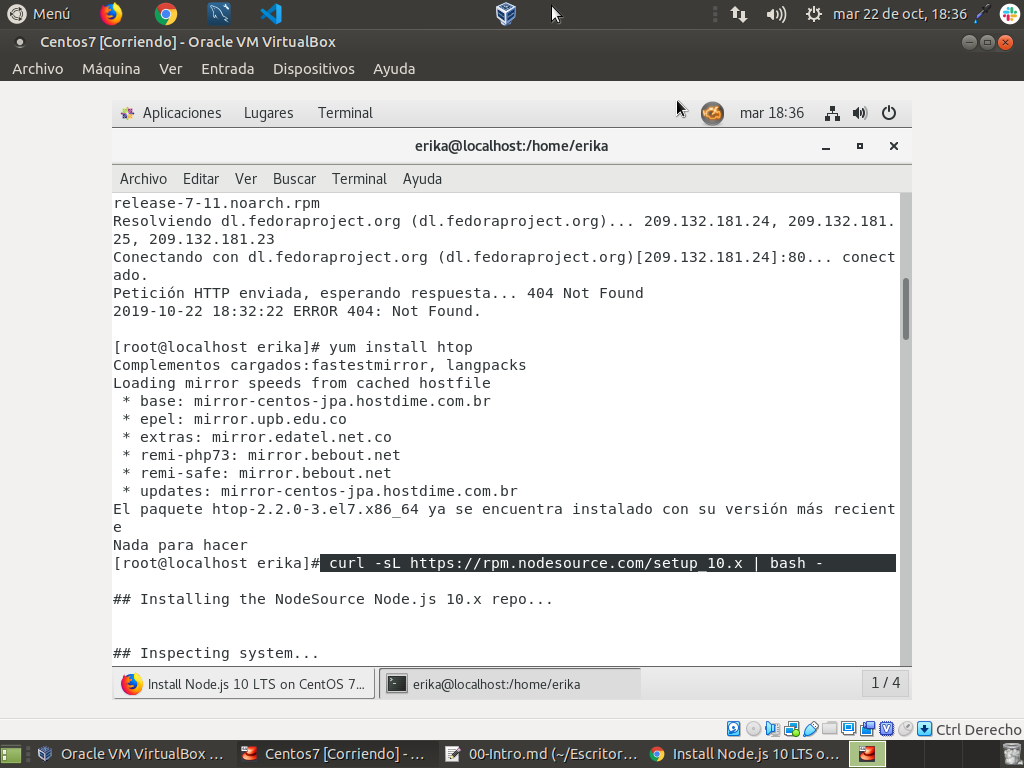 Menú
mar 22 de oct, 18:36
Centos7 [Corriendo] - Oracle VM VirtualBox
Archivo Máquina Ver Entrada Dispositivos Ayuda
Aplicaciones Lugares Terminal mar 18:36
erika@localhost:/home/erika
Archivo Editar Ver Buscar Terminal Ayuda
release-7-11.noarch.rpm
Resolviendo dl.fedoraproject.org (dl.fedoraproject.org)... 209.132.181.24, 209.132.181.
25, 209.132.181.23
Conectando con dl.fedoraproject.org (dl.fedoraproject.org)[209.132.181.24]:80... conect
ado.
Petición HTTP enviada, esperando respuesta... 404 Not Found
2019-10-22 18:32:22 ERROR 404: Not Found.
[root@localhost erika]# yum install htop
Complementos cargados:fastestmirror, langpacks
Loading mirror speeds from cached hostfile
* base: mirror-centos-jpa.hostdime.com.br
* epel: mirror.upb.edu.co
* extras: mirror.edatel.net.co
* remi-php73: mirror.bebout.net
* remi-safe: mirror.bebout.net
* updates: mirror-centos-jpa.hostdime.com.br
El paquete htop-2.2.0-3.el7.x86_64 ya se encuentra instalado con su versión más recient
e
Nada para hacer
[root@localhost erika]# curl -sL https://rpm.nodesource.com/setup_10.x | bash -
## Installing the NodeSource Node.js 10.x repo...
## Inspecting system...
Install Node.js 10 LTS on CentOS 7... erika@localhost:/home/erika 1 / 4
Ctrl Derecho
Oracle VM VirtualBox ... Centos7 [Corriendo] - ... 00-Intro.md (~/Escritor... Install Node.js 10 LTS o...